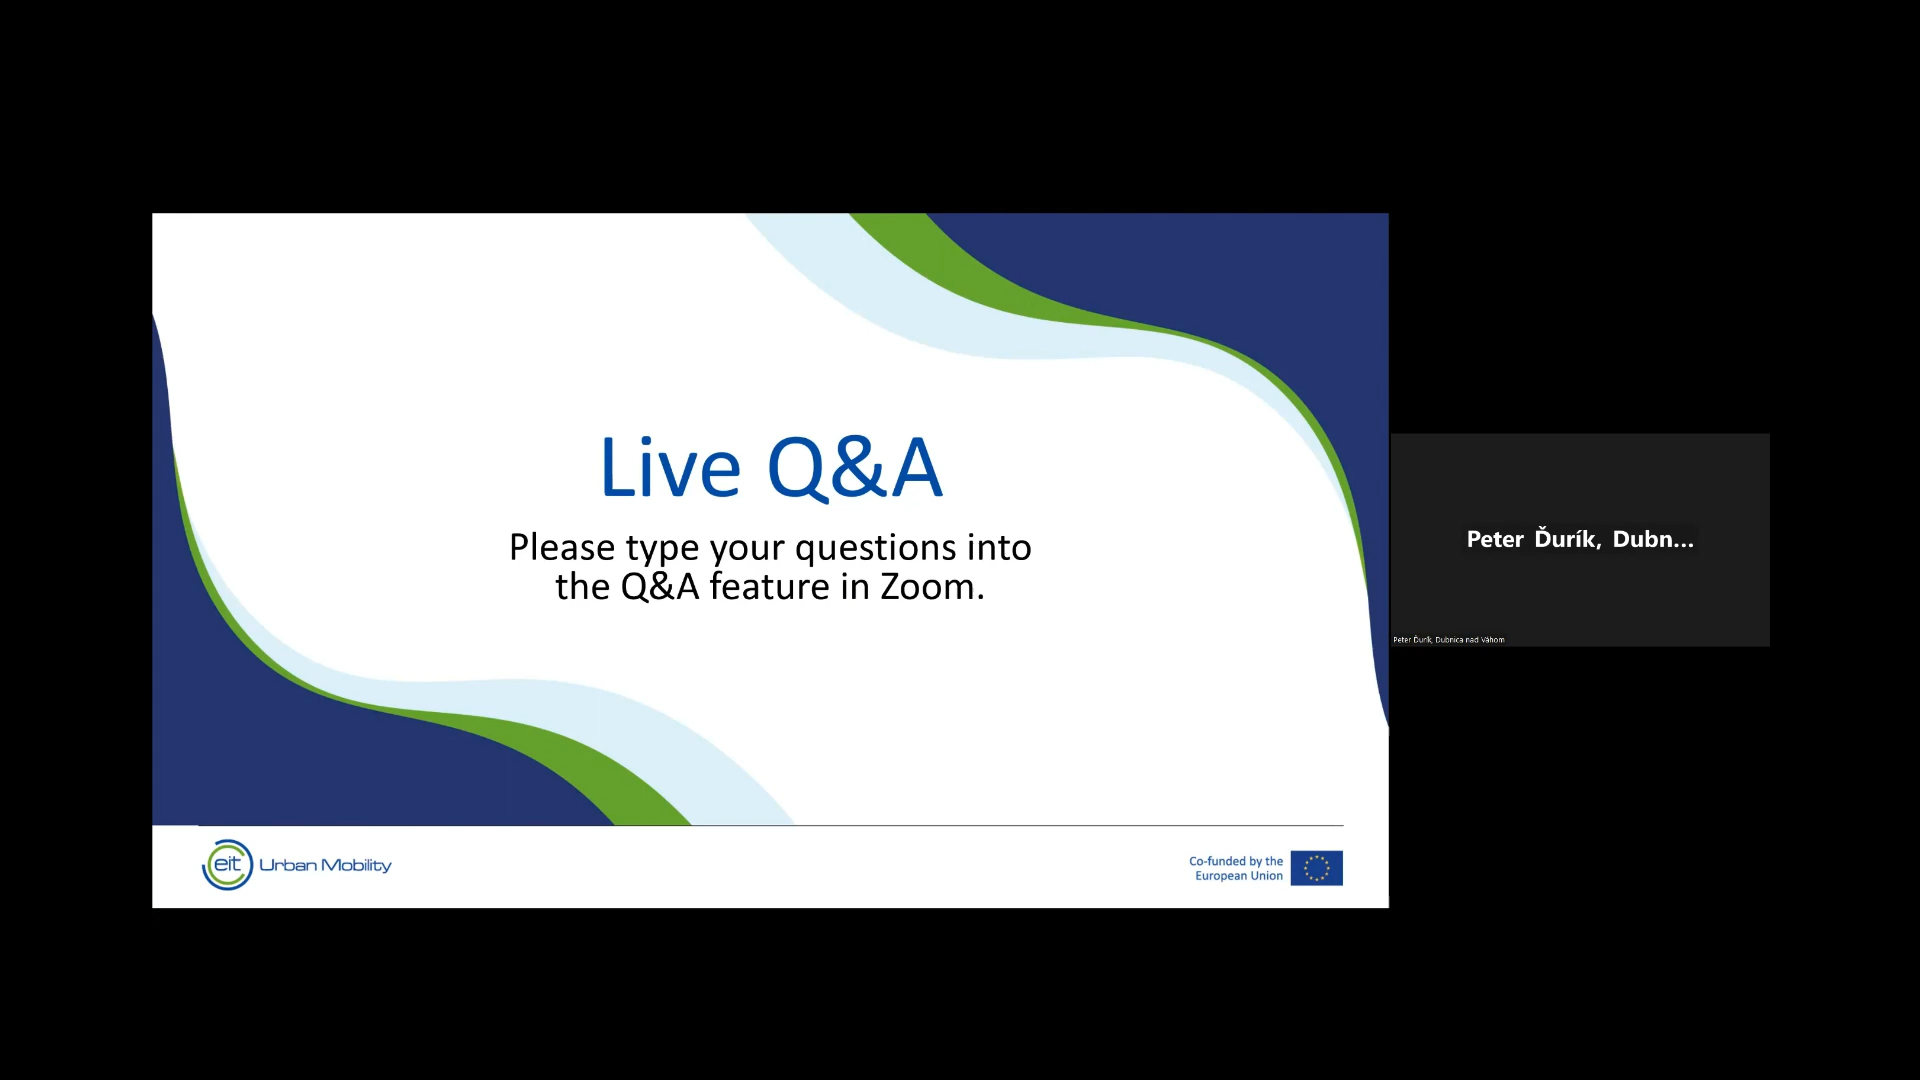 Live Q&A
Please type your questions into
the Q&A feature in Zoom.
eit Urban Mobility
Co-funded by the
European Union
Peter Ďurík, Dubn...
Peter Ďurík, Dubnica nad Váhom